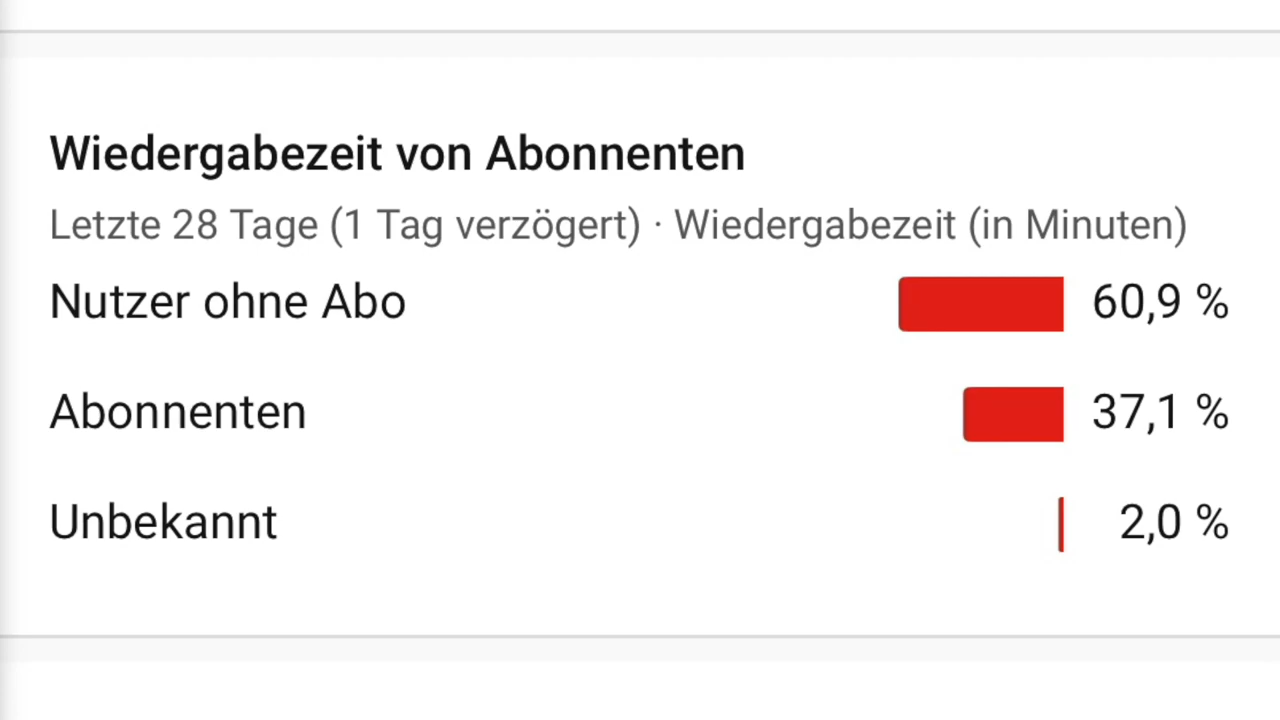 Wiedergabezeit von Abonnenten
Letzte 28 Tage (1 Tag verzögert) · Wiedergabezeit (in Minuten)
Nutzer ohne Abo 60,9 %
Abonnenten 37,1 %
Unbekannt 2,0 %